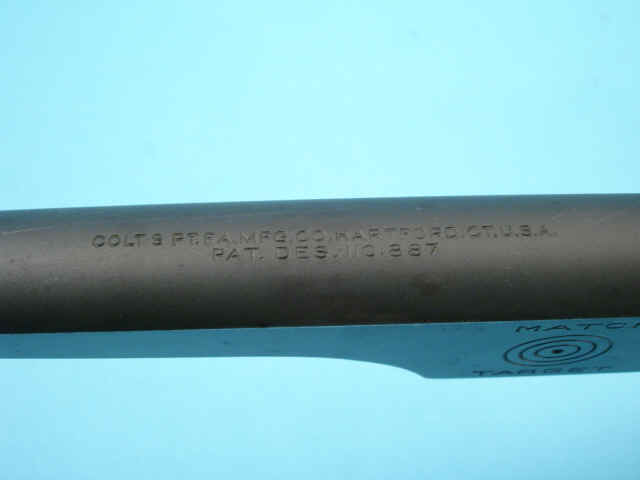 COLT'S PT. F.A. MFG. CO. HARTFORD, CT. U.S.A.
PAT. DES. 110,887
MATCH
TARGET